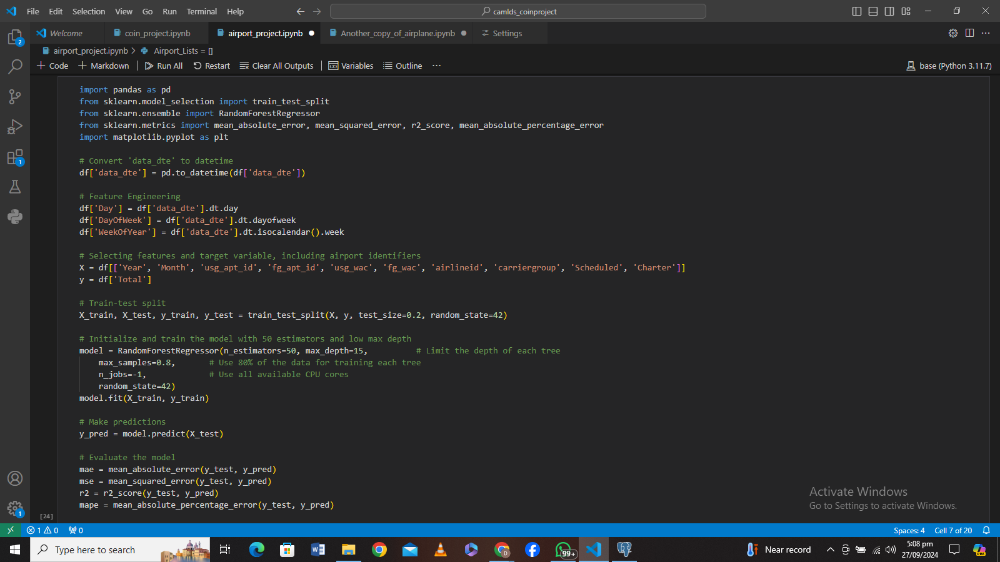 File Edit Selection View Go Run Terminal Help camlds_coinproject
Welcome coin_project.ipynb airport_project.ipynb Another_copy_of_airplane.ipynb Settings
airport_project.ipynb > Airport_Lists = []
+ Code + Markdown Run All Restart Clear All Outputs Variables Outline ... base (Python 3.11.7)
import pandas as pd
from sklearn.model_selection import train_test_split
from sklearn.ensemble import RandomForestRegressor
from sklearn.metrics import mean_absolute_error, mean_squared_error, r2_score, mean_absolute_percentage_error
import matplotlib.pyplot as plt
# Convert 'data_dte' to datetime
df['data_dte'] = pd.to_datetime(df['data_dte'])
# Feature Engineering
df['Day'] = df['data_dte'].dt.day
df['DayOfWeek'] = df['data_dte'].dt.dayofweek
df['WeekOfYear'] = df['data_dte'].dt.isocalendar().week
# Selecting features and target variable, including airport identifiers
X = df[['Year', 'Month', 'usg_apt_id', 'fg_apt_id', 'usg_wac', 'fg_wac', 'airlineid', 'carriergroup', 'Scheduled', 'Charter']]
y = df['Total']
# Train-test split
X_train, X_test, y_train, y_test = train_test_split(X, y, test_size=0.2, random_state=42)
# Initialize and train the model with 50 estimators and low max depth
model = RandomForestRegressor(n_estimators=50, max_depth=15, # Limit the depth of each tree
max_samples=0.8, # Use 80% of the data for training each tree
n_jobs=-1, # Use all available CPU cores
random_state=42)
model.fit(X_train, y_train)
# Make predictions
y_pred = model.predict(X_test)
# Evaluate the model
mae = mean_absolute_error(y_test, y_pred)
mse = mean_squared_error(y_test, y_pred)
r2 = r2_score(y_test, y_pred)
mape = mean_absolute_percentage_error(y_test, y_pred)
[24]
Activate Windows
Go to Settings to activate Windows.
2
1
1
1 0 0 Spaces: 4 Cell 7 of 20
Type here to search 99+ D Near record 5:08 pm
27/09/2024 PRE